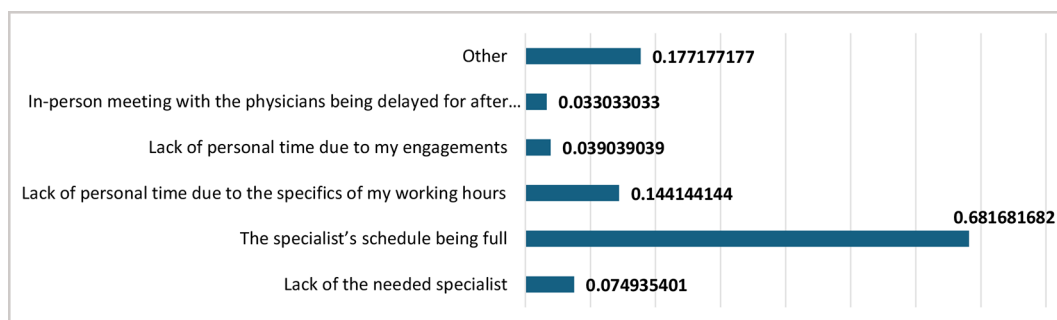 Other
0.177177177
In-person meeting with the physicians being delayed for after…
0.033033033
Lack of personal time due to my engagements
0.039039039
Lack of personal time due to the specifics of my working hours
0.144144144
The specialist’s schedule being full
0.681681682
Lack of the needed specialist
0.074935401